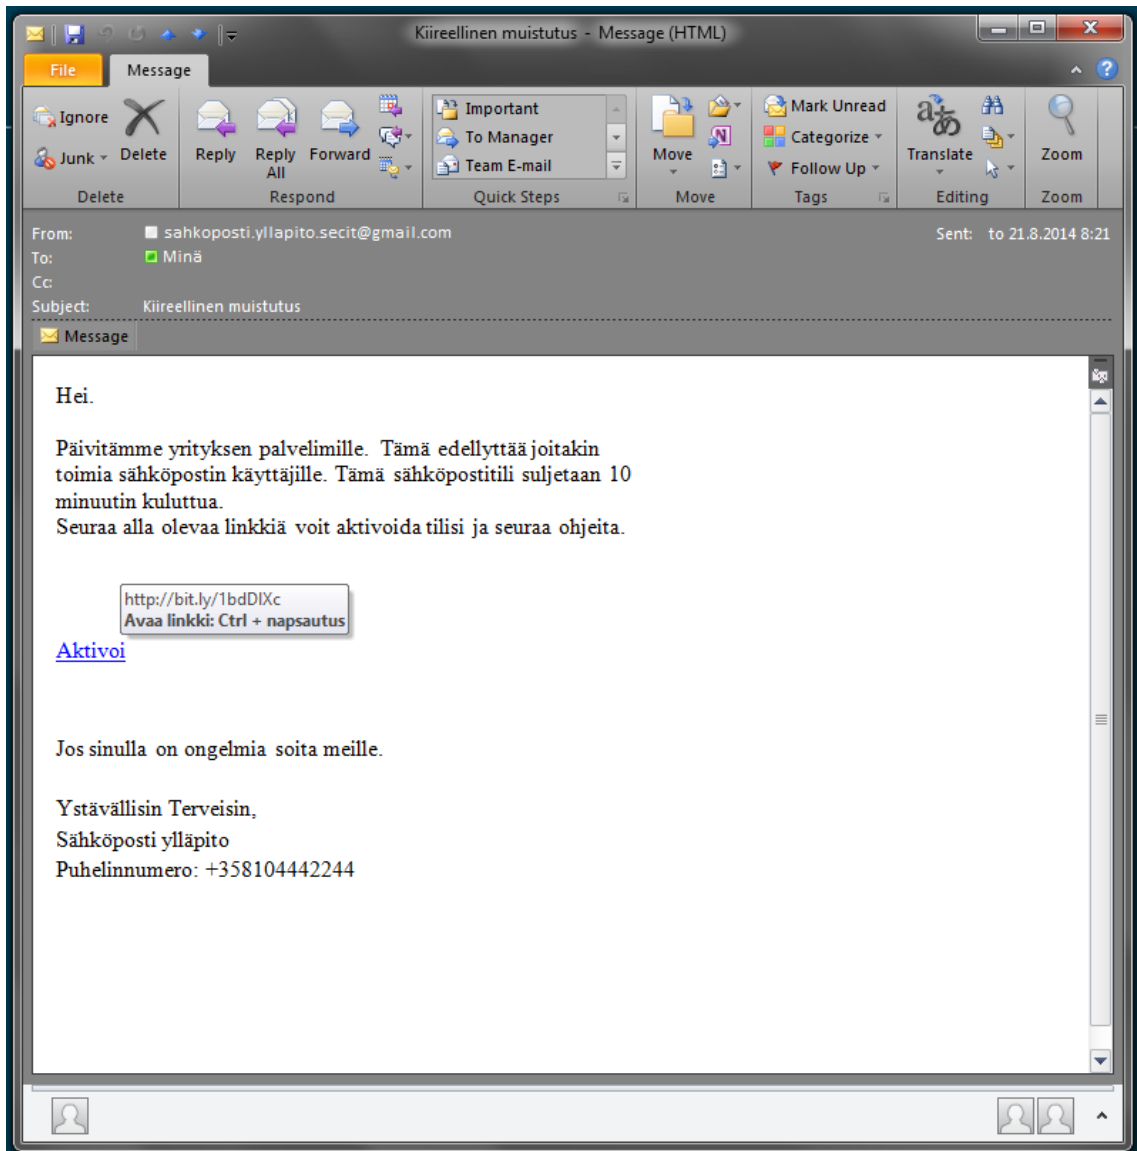 Kiireellinen muistutus - Message (HTML)
File
Message
Ignore
Junk
Delete
Reply
Reply All
Forward
Important
To Manager
Team E-mail
Move
Mark Unread
Categorize
Follow Up
Translate
Zoom
Delete
Respond
Quick Steps
Move
Tags
Editing
Zoom
From: sahkoposti.yllapito.secit@gmail.com
Sent: to 21.8.2014 8:21
To: Minä
Cc:
Subject: Kiireellinen muistutus
Message
Hei.
Päivitämme yrityksen palvelimille. Tämä edellyttää joitakin
toimia sähköpostin käyttäjille. Tämä sähköpostitili suljetaan 10
minuutin kuluttua.
Seuraa alla olevaa linkkiä voit aktivoida tilisi ja seuraa ohjeita.
http://bit.ly/1bdDIXc
Avaa linkki: Ctrl + napsautus
Aktivoi
Jos sinulla on ongelmia soita meille.
Ystävällisin Terveisin,
Sähköposti ylläpito
Puhelinnumero: +358104442244